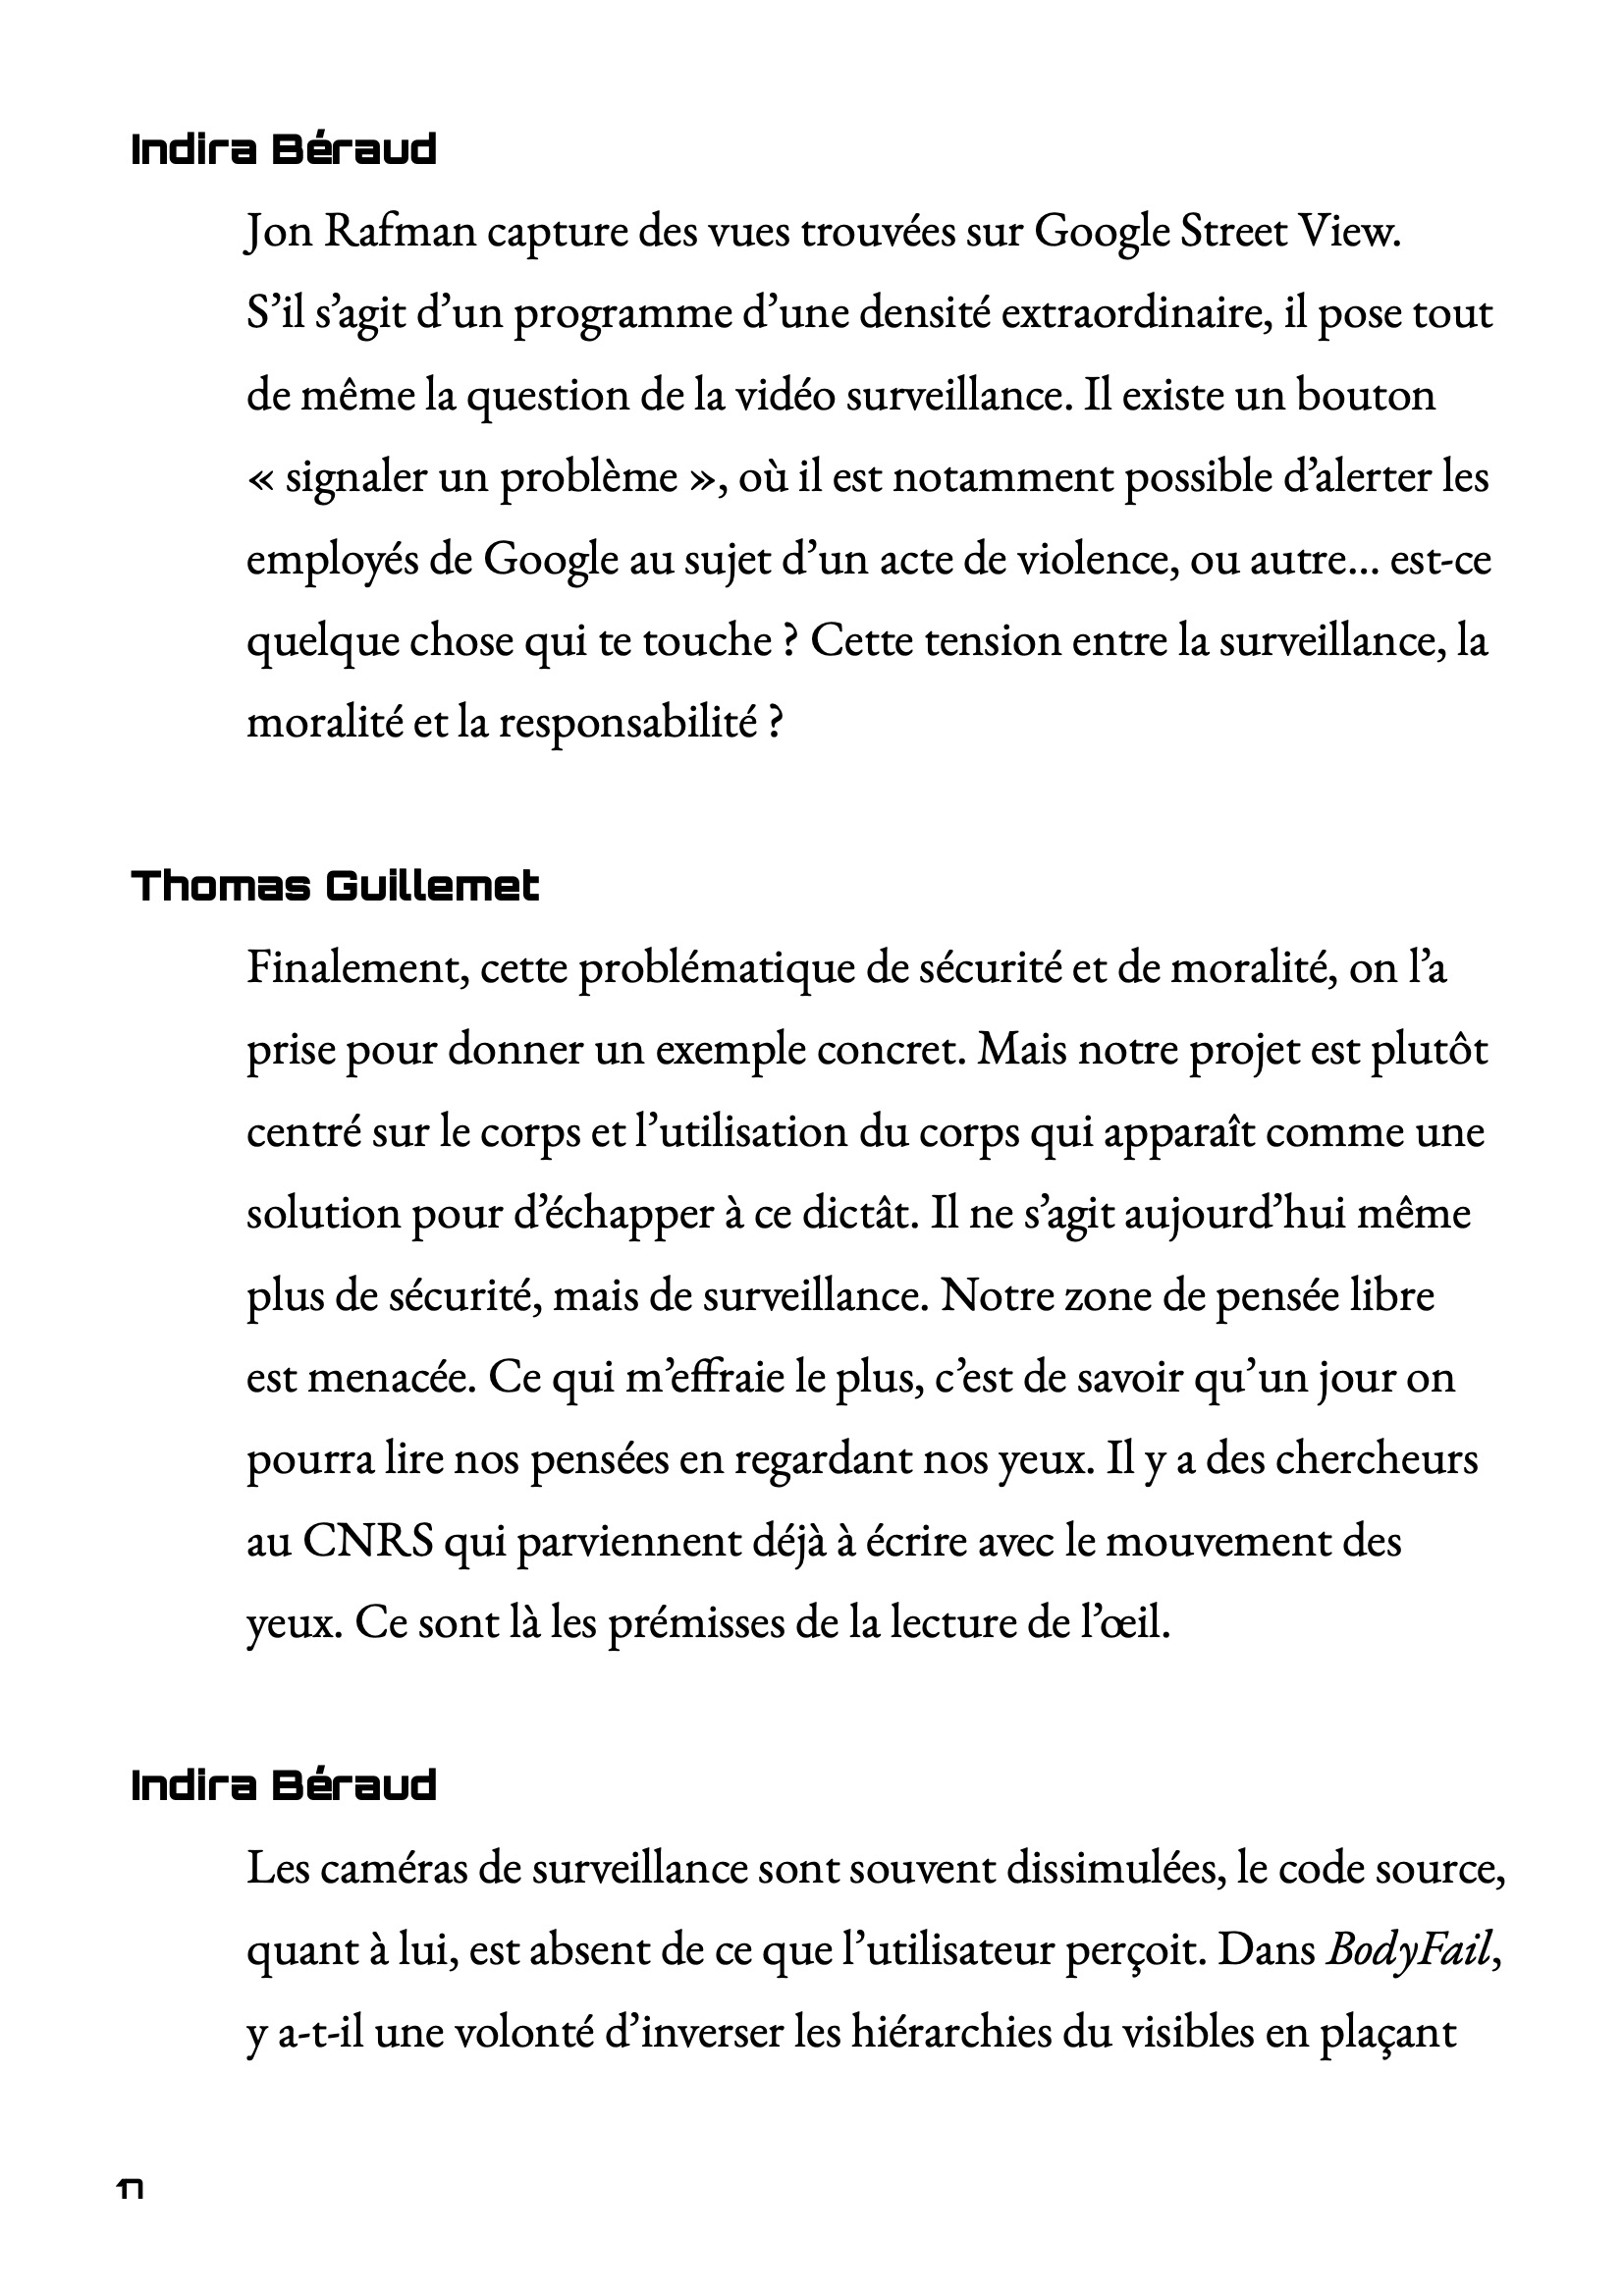 Indira Béraud
Jon Rafman capture des vues trouvées sur Google Street View.
S’il s’agit d’un programme d’une densité extraordinaire, il pose tout
de même la question de la vidéo surveillance. Il existe un bouton
« signaler un problème », où il est notamment possible d’alerter les
employés de Google au sujet d’un acte de violence, ou autre… est-ce
quelque chose qui te touche ? Cette tension entre la surveillance, la
moralité et la responsabilité ?
Thomas Guillemet
Finalement, cette problématique de sécurité et de moralité, on l’a
prise pour donner un exemple concret. Mais notre projet est plutôt
centré sur le corps et l’utilisation du corps qui apparaît comme une
solution pour d’échapper à ce dictât. Il ne s’agit aujourd’hui même
plus de sécurité, mais de surveillance. Notre zone de pensée libre
est menacée. Ce qui m’effraie le plus, c’est de savoir qu’un jour on
pourra lire nos pensées en regardant nos yeux. Il y a des chercheurs
au CNRS qui parviennent déjà à écrire avec le mouvement des
yeux. Ce sont là les prémisses de la lecture de l’œil.
Indira Béraud
Les caméras de surveillance sont souvent dissimulées, le code source,
quant à lui, est absent de ce que l’utilisateur perçoit. Dans BodyFail,
y a-t-il une volonté d’inverser les hiérarchies du visibles en plaçant
17